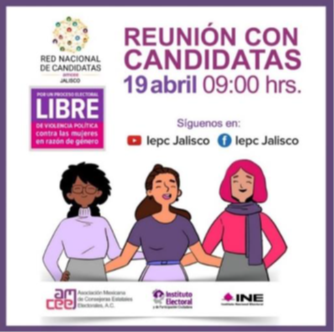 RED NACIONAL
DE CANDIDATAS
JALISCO
REUNIÓN CON
CANDIDATAS
19 abril 09:00 hrs.
POR UN PROCESO ELECTORAL
LIBRE
DE VIOLENCIA POLÍTICA
contra las mujeres
en razón de género
Síguenos en:
Iepc Jalisco
Iepc Jalisco
am
cee
Asociación Mexicana
de Consejeras Estatales
Electorales, A.C.
Instituto
Electoral
y de Participación Ciudadana
INE
Instituto Nacional Electoral